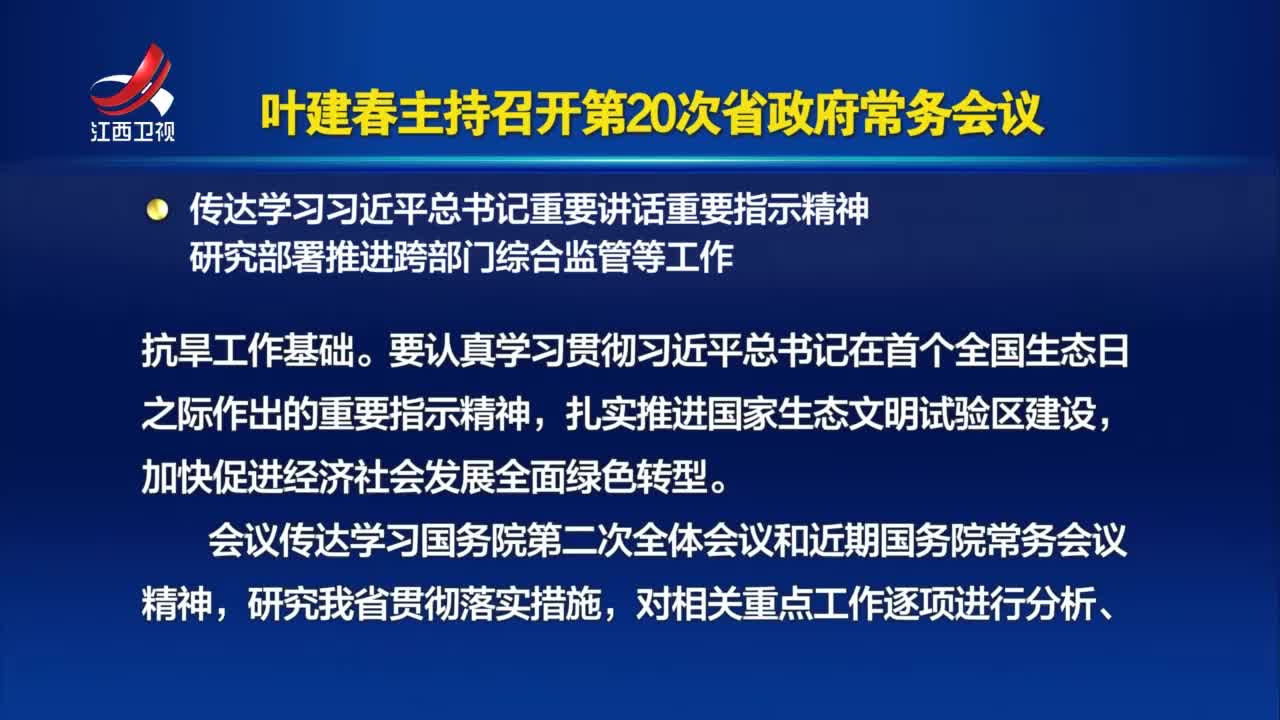 江西卫视
叶建春主持召开第20次省政府常务会议
传达学习习近平总书记重要讲话重要指示精神
研究部署推进跨部门综合监管等工作
抗旱工作基础。要认真学习贯彻习近平总书记在首个全国生态日
之际作出的重要指示精神，扎实推进国家生态文明试验区建设，
加快促进经济社会发展全面绿色转型。
会议传达学习国务院第二次全体会议和近期国务院常务会议
精神，研究我省贯彻落实措施，对相关重点工作逐项进行分析、